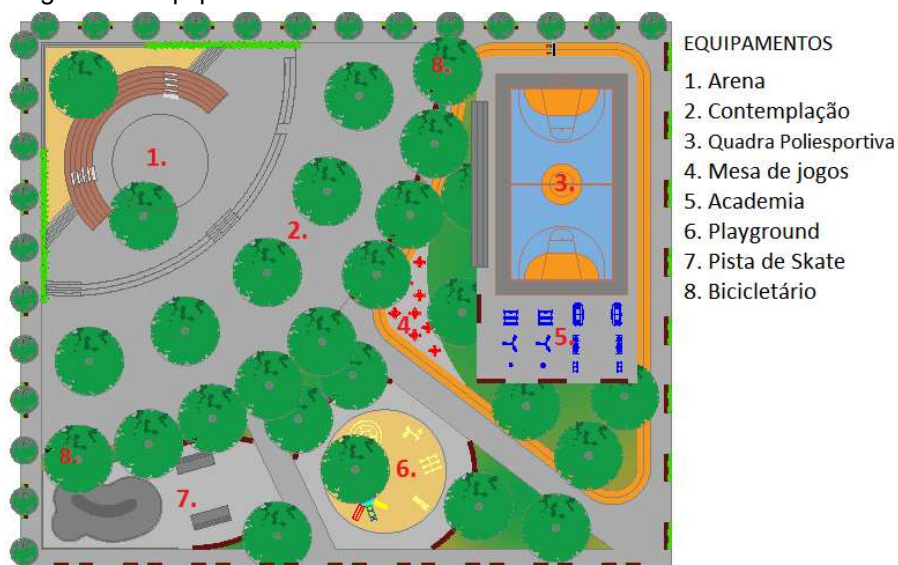 EQUIPAMENTOS
1. Arena
2. Contemplação
3. Quadra Poliesportiva
4. Mesa de jogos
5. Academia
6. Playground
7. Pista de Skate
8. Bicicletário
8.
1.
3.
2.
4
5.
8.
6.
7.